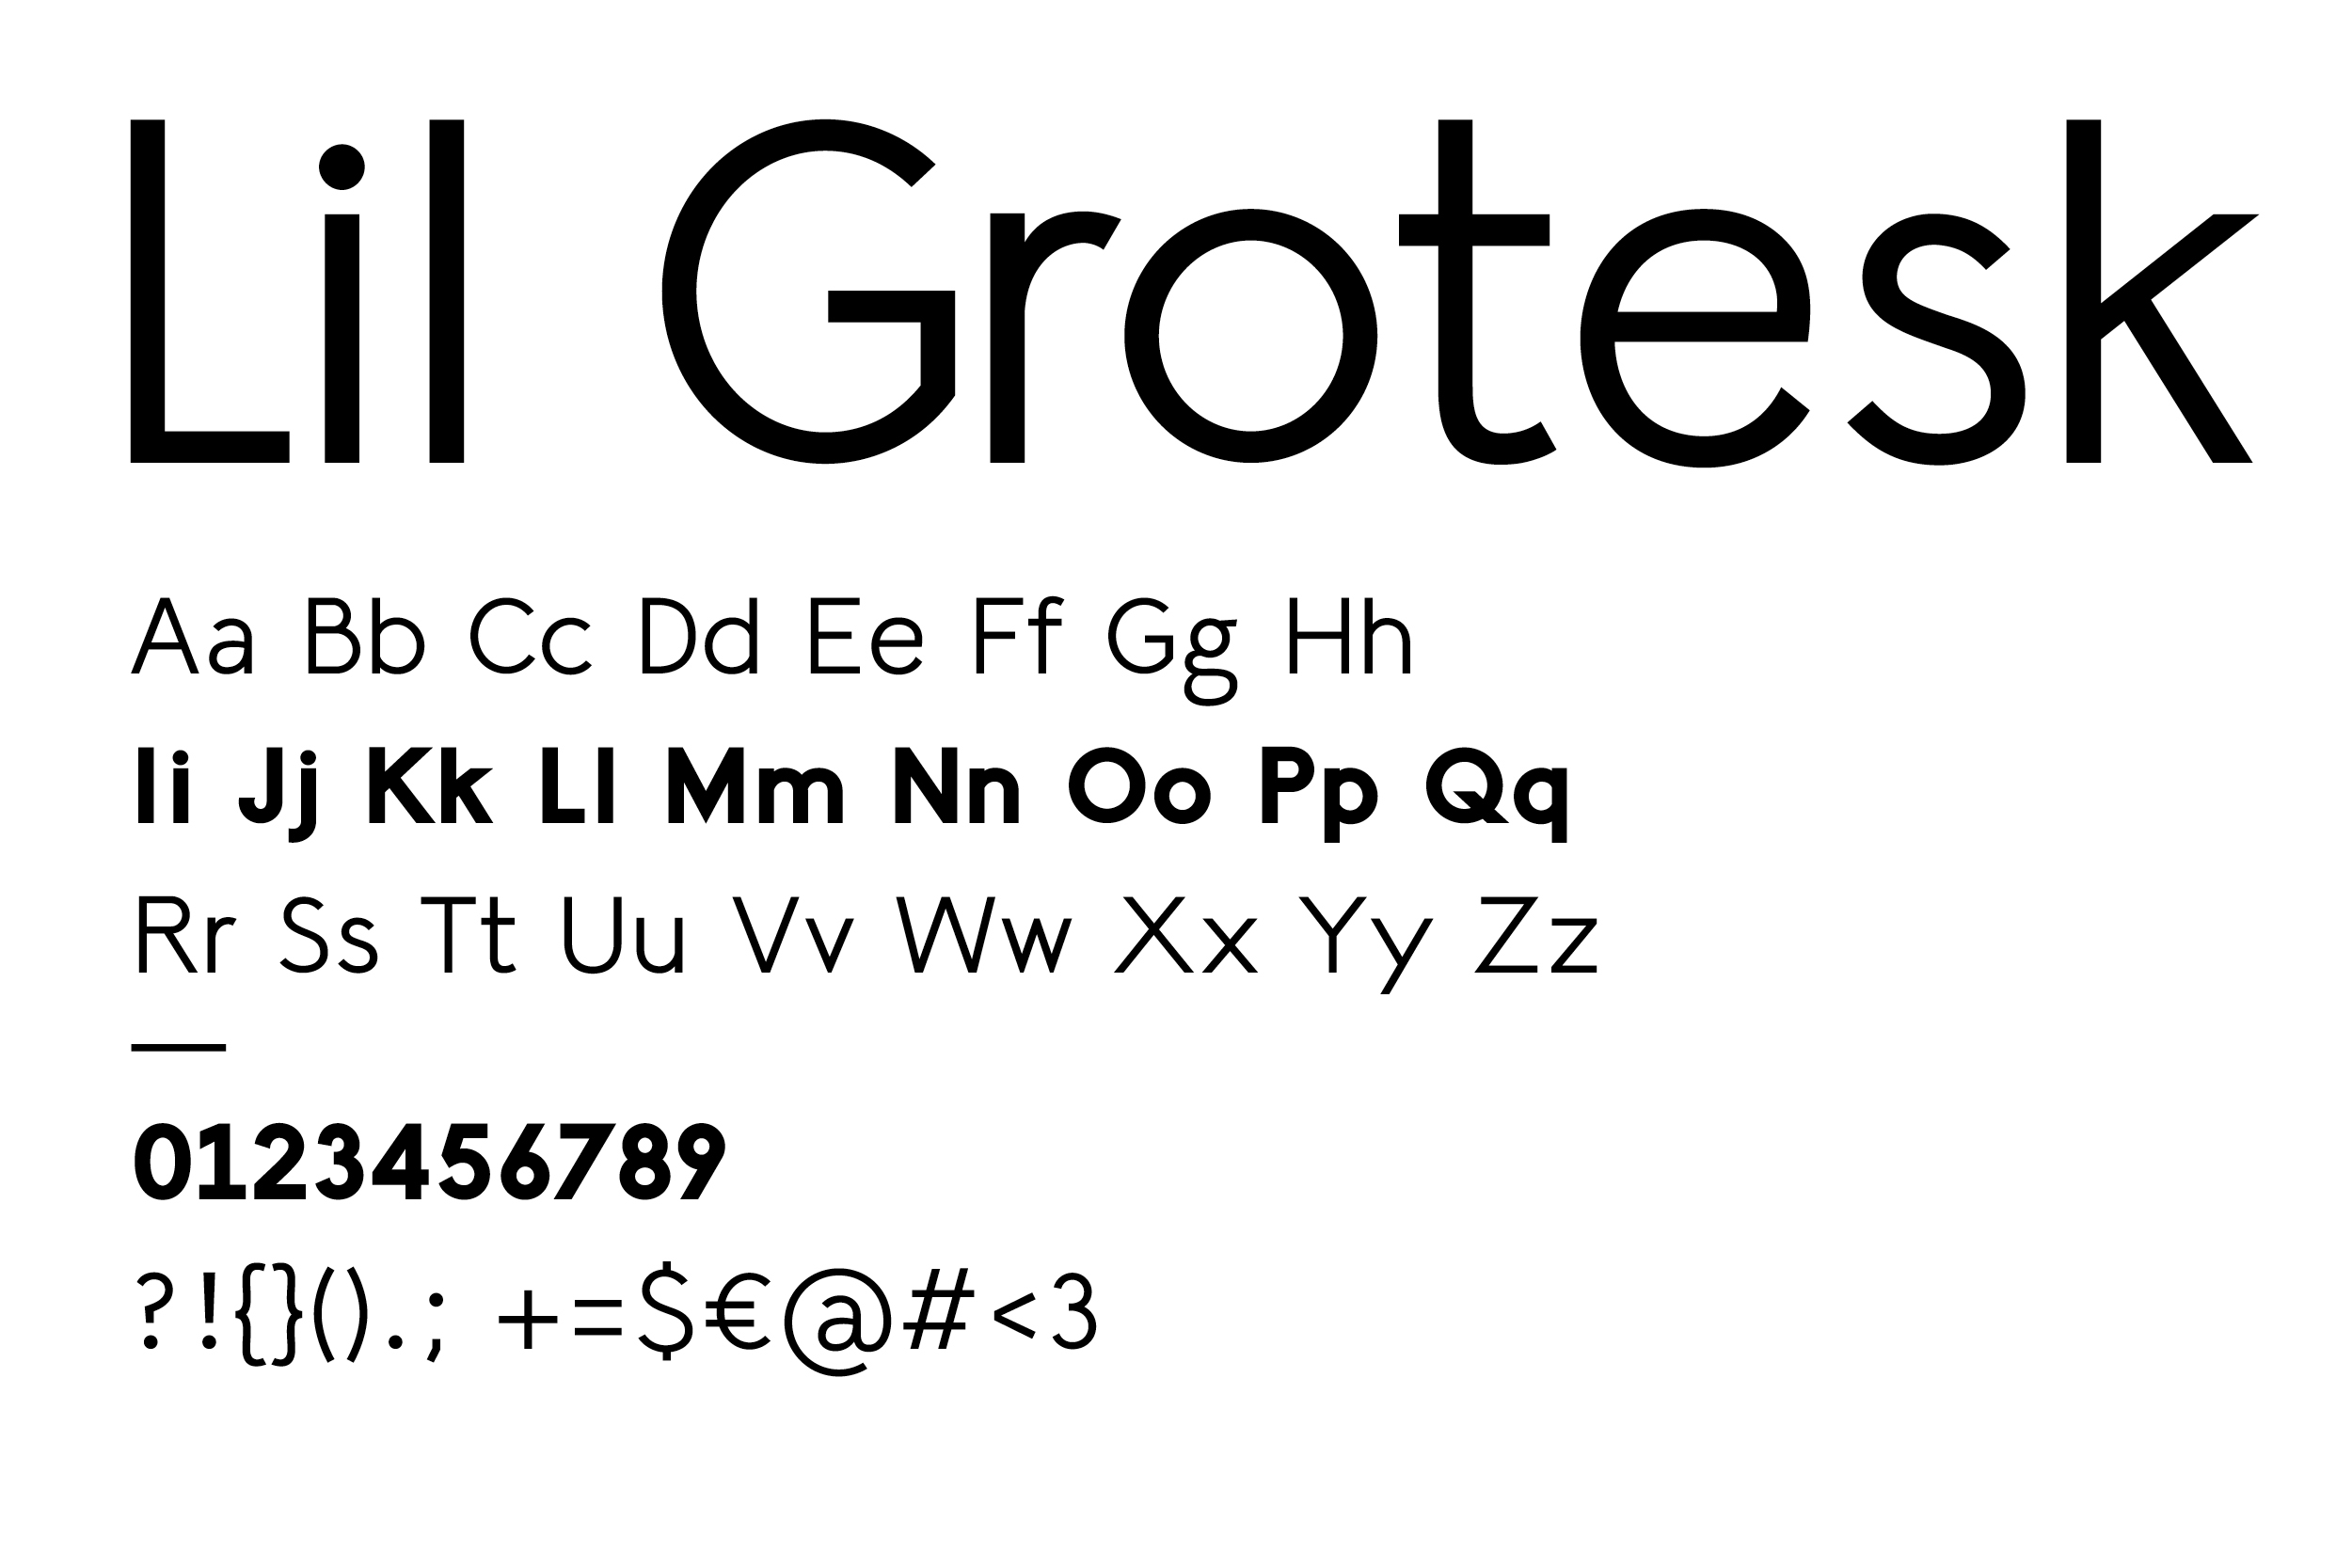 Lil Grotesk
Aa Bb Cc Dd Ee Ff Gg Hh
Ii Jj Kk Ll Mm Nn Oo Pp Qq
Rr Ss Tt Uu Vv Ww Xx Yy Zz
—
0123456789
?!{}().; +=$€@#<3